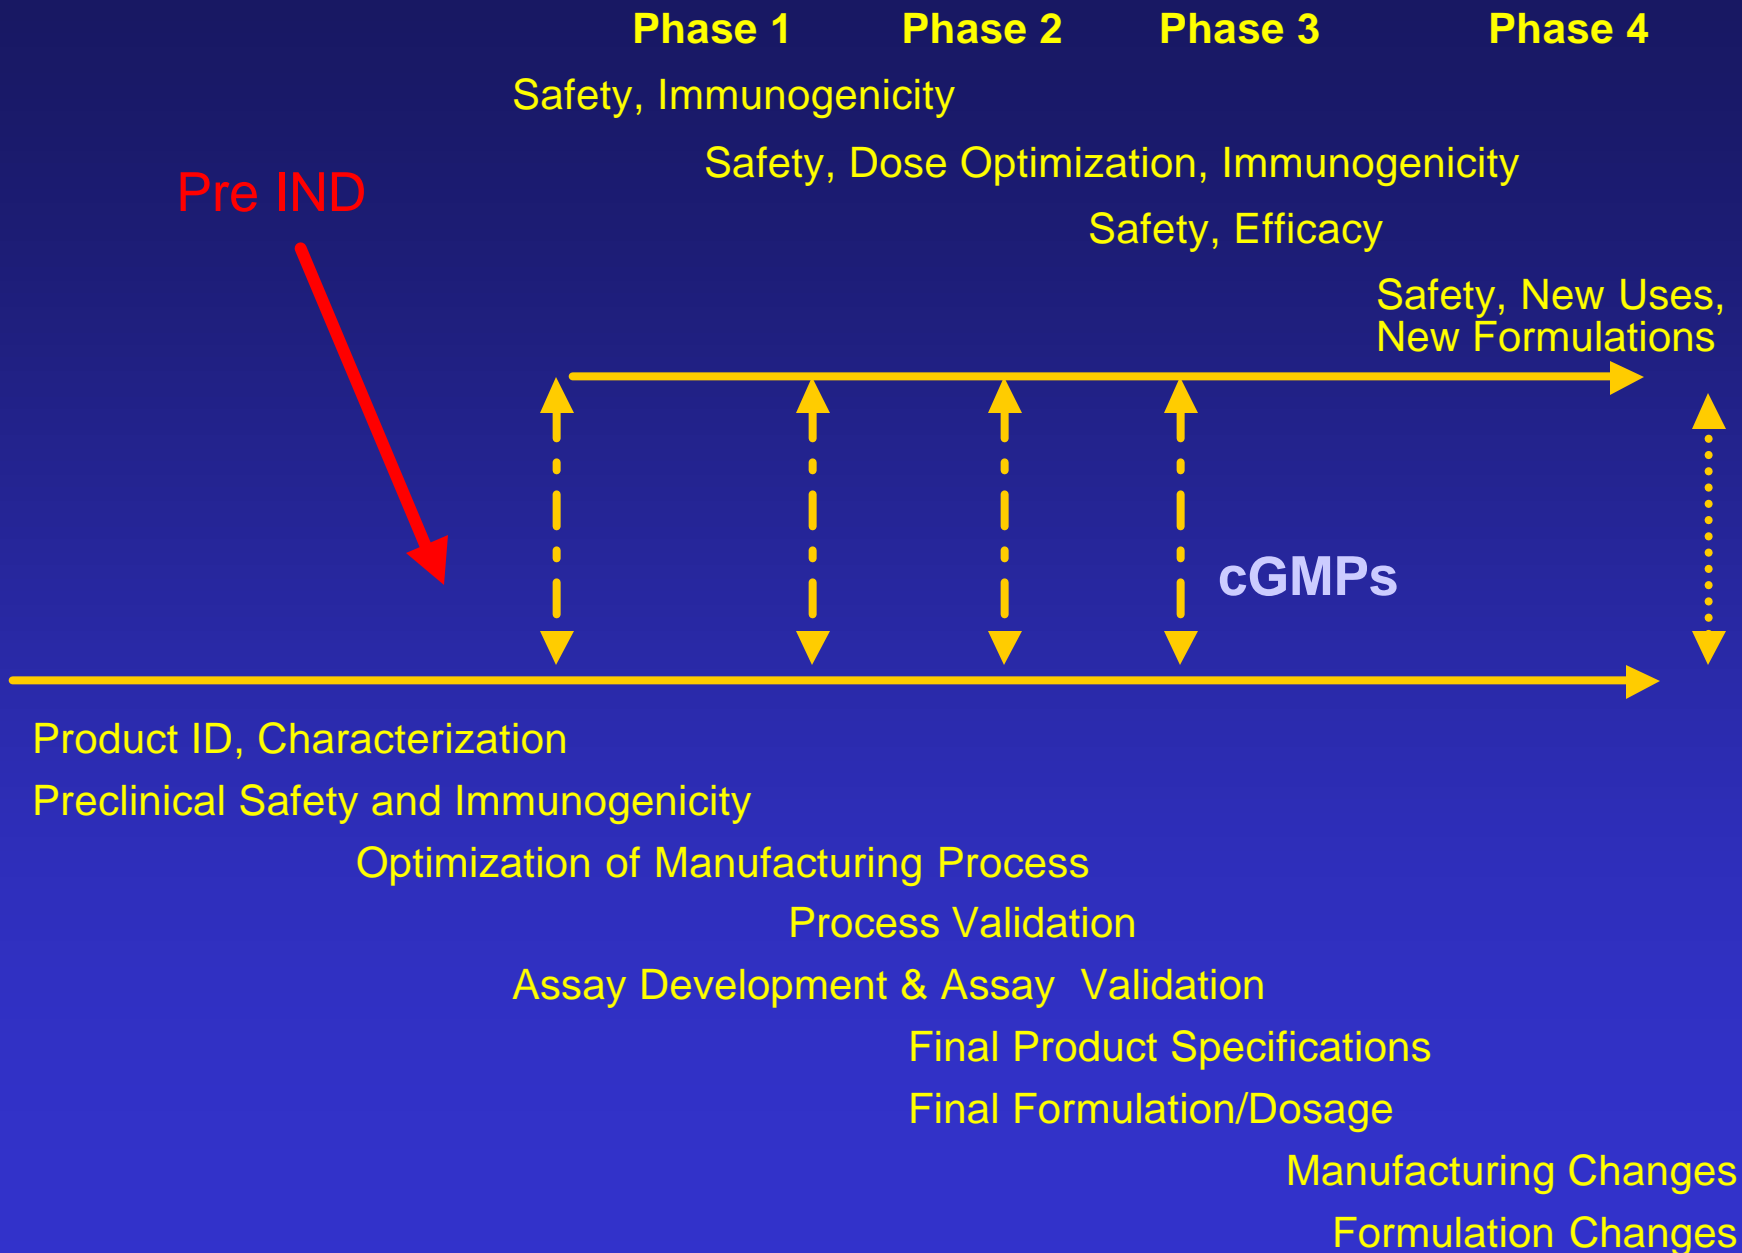 Phase 1 Phase 2 Phase 3 Phase 4
Safety, Immunogenicity
Safety, Dose Optimization, Immunogenicity
Pre IND
Safety, Efficacy
Safety, New Uses,
New Formulations
cGMPs
Product ID, Characterization
Preclinical Safety and Immunogenicity
Optimization of Manufacturing Process
Process Validation
Assay Development & Assay Validation
Final Product Specifications
Final Formulation/Dosage
Manufacturing Changes
Formulation Changes